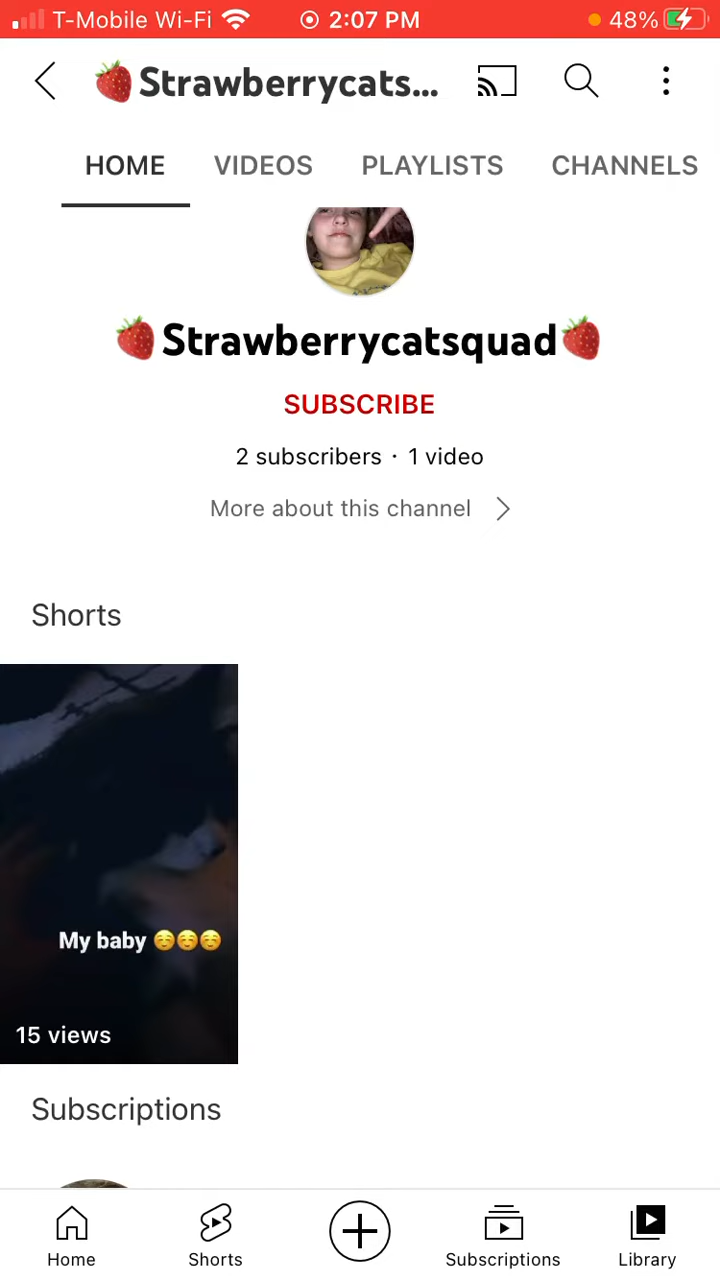 T-Mobile Wi-Fi 2:07 PM 48%
🍓Strawberrycats...
HOME VIDEOS PLAYLISTS CHANNELS
🍓Strawberrycatsquad🍓
SUBSCRIBE
2 subscribers · 1 video
More about this channel
Shorts
My baby ☺️☺️☺️
15 views
Subscriptions
Home Shorts Subscriptions Library